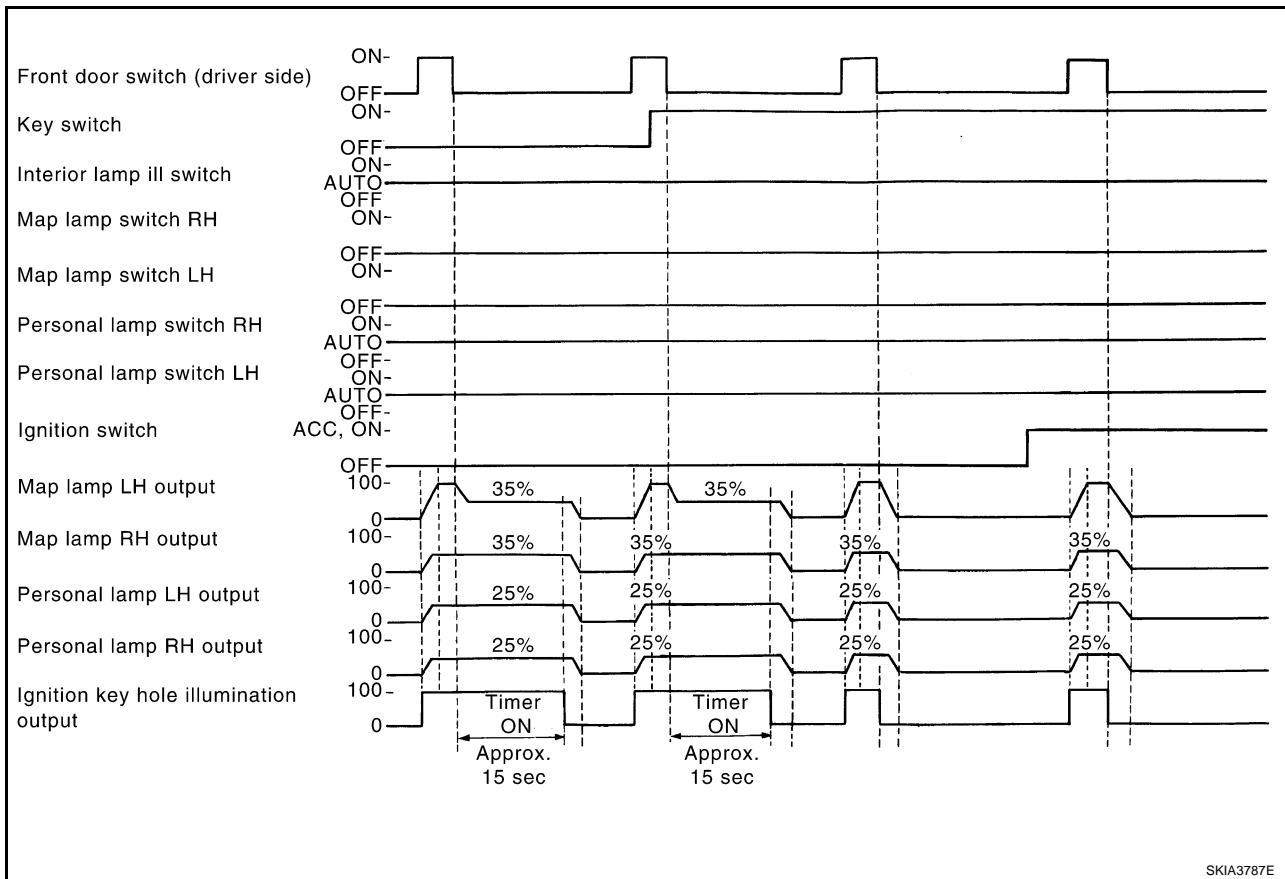 ON-
Front door switch (driver side)
OFF
ON-
Key switch
OFF
ON-
Interior lamp ill switch
AUTO
OFF
Map lamp switch RH
ON-
OFF
Map lamp switch LH
ON-
OFF
Personal lamp switch RH
ON-
AUTO
OFF-
Personal lamp switch LH
ON-
AUTO
OFF-
Ignition switch
ACC, ON-
OFF
Map lamp LH output
100-
35%
35%
0
Map lamp RH output
100-
35%
35%
35%
35%
0
Personal lamp LH output
100-
25%
25%
25%
25%
0
Personal lamp RH output
100-
25%
25%
25%
25%
0
Ignition key hole illumination
output
100-
0
Timer
ON
Timer
ON
Approx.
15 sec
Approx.
15 sec
SKIA3787E